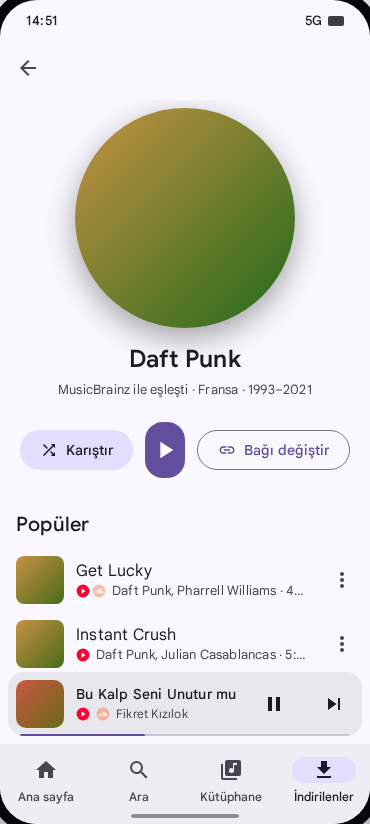 14:51
5G
Daft Punk
MusicBrainz ile eşleşti · Fransa · 1993–2021
Karıştır
Bağı değiştir
Popüler
Get Lucky
Daft Punk, Pharrell Williams · 4...
Instant Crush
Daft Punk, Julian Casablancas · 5:...
Bu Kalp Seni Unutur mu
Fikret Kızılok
Ana sayfa
Ara
Kütüphane
İndirilenler